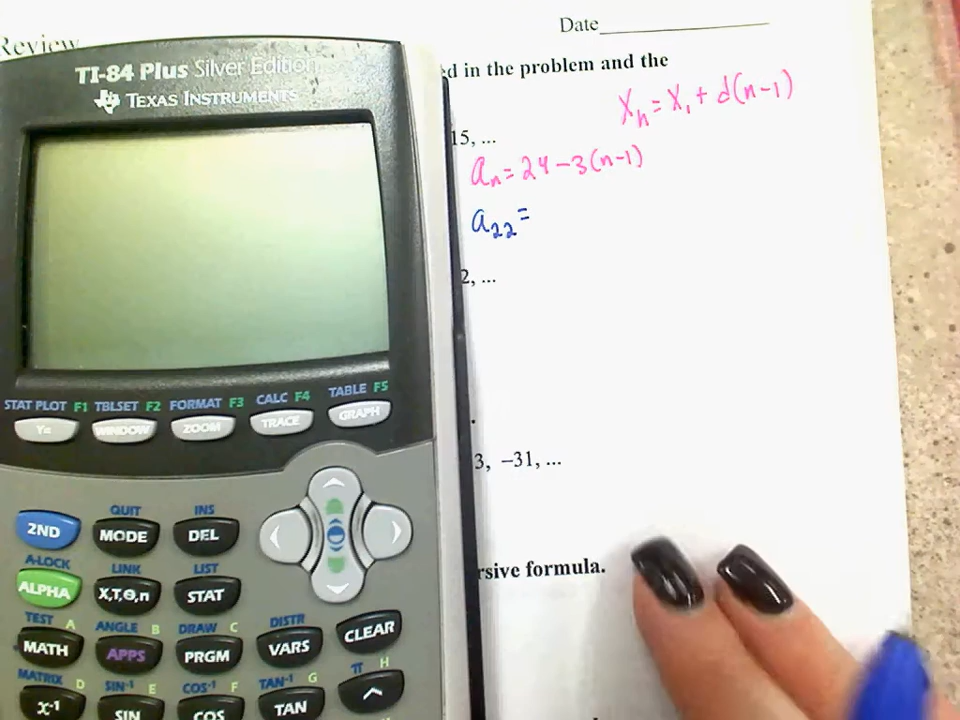 Date
Review
ed in the problem and the
Xn = X1 + d(n-1)
15, ...
an = 24 - 3(n-1)
a22 =
2, ...
3, −31, ...
rsive formula.
TI-84 Plus Silver Edition
TEXAS INSTRUMENTS
STAT PLOT F1 TBLSET F2 FORMAT F3 CALC F4 TABLE F5
Y= WINDOW ZOOM TRACE GRAPH
QUIT INS
2ND MODE DEL
A-LOCK LINK LIST
ALPHA X,T,θ,n STAT
TEST A ANGLE B DRAW C DISTR
MATH APPS PRGM VARS CLEAR
MATRIX D SIN⁻¹ E COS⁻¹ F TAN⁻¹ G π H
x⁻¹ SIN COS TAN ^